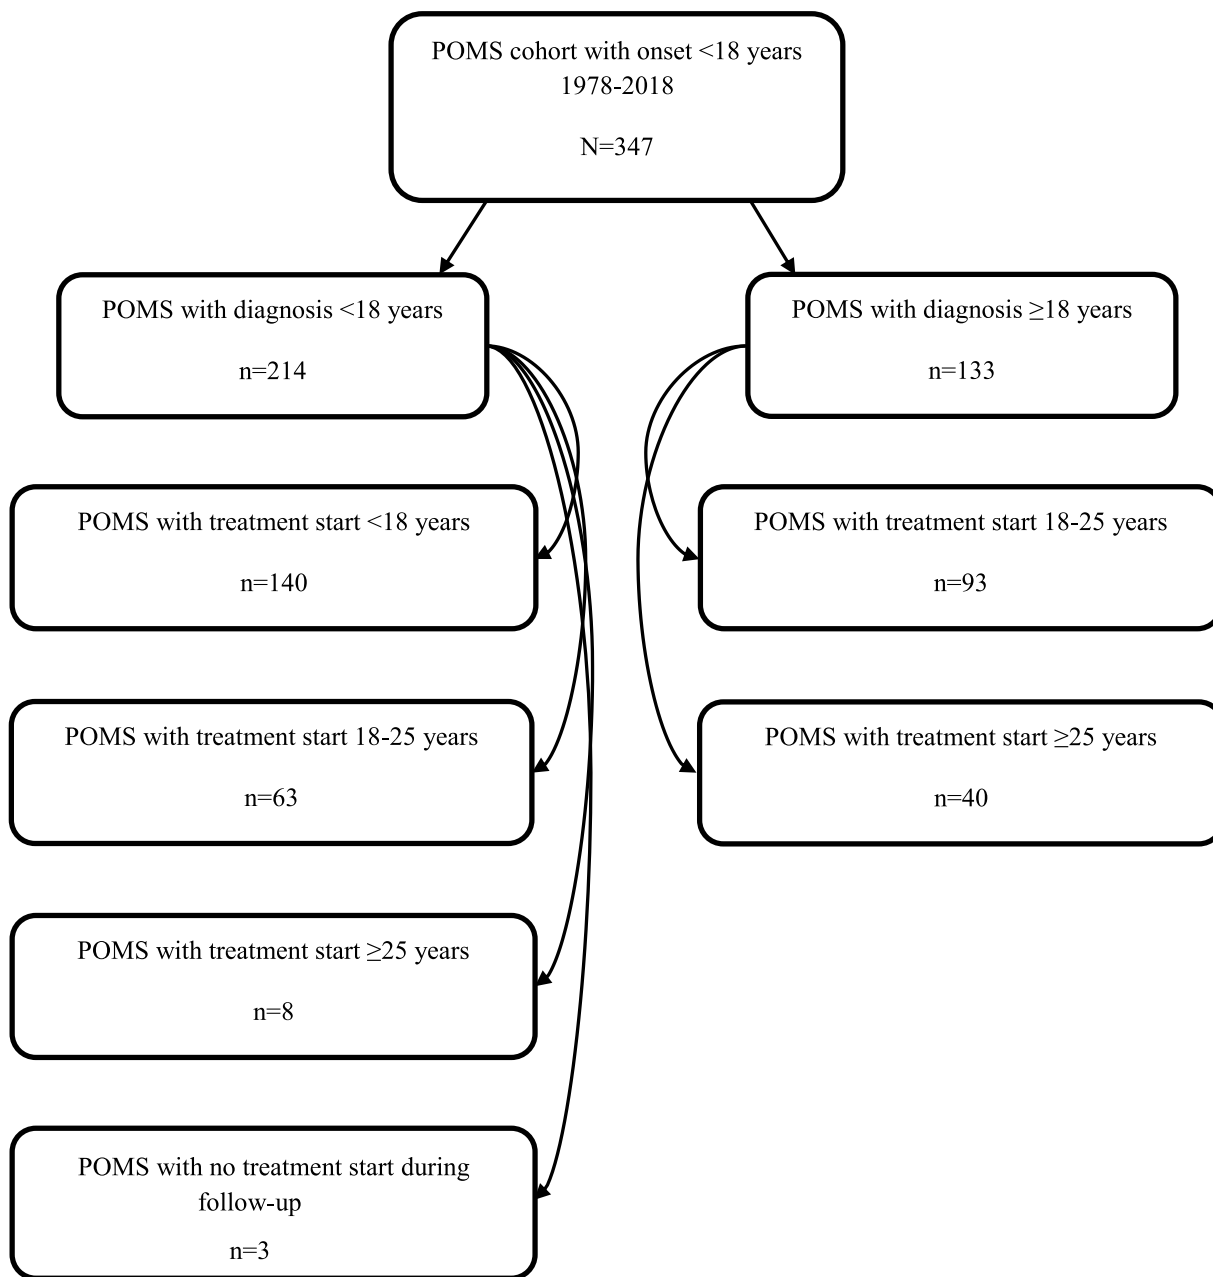 POMS cohort with onset <18 years
1978-2018
N=347
POMS with diagnosis <18 years
n=214
POMS with diagnosis ≥18 years
n=133
POMS with treatment start <18 years
n=140
POMS with treatment start 18-25 years
n=93
POMS with treatment start 18-25 years
n=63
POMS with treatment start ≥25 years
n=40
POMS with treatment start ≥25 years
n=8
POMS with no treatment start during
follow-up
n=3